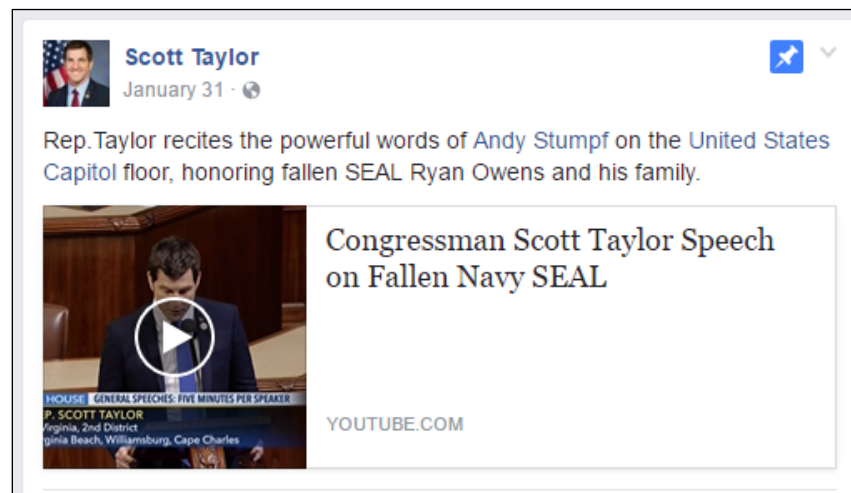 Scott Taylor
January 31 ·
Rep.Taylor recites the powerful words of Andy Stumpf on the United States
Capitol floor, honoring fallen SEAL Ryan Owens and his family.
Congressman Scott Taylor Speech
on Fallen Navy SEAL
HOUSE GENERAL SPEECHES: FIVE MINUTES PER SPEAKER
P. SCOTT TAYLOR
Virginia, 2nd District
ginia Beach, Williamsburg, Cape Charles
YOUTUBE.COM